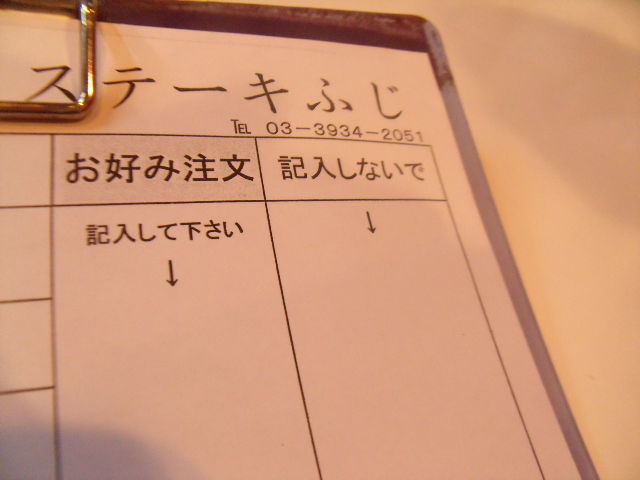 ステーキふじ
TEL 03-3934-2051
お好み注文 記入しないで
記入して下さい ↓
↓